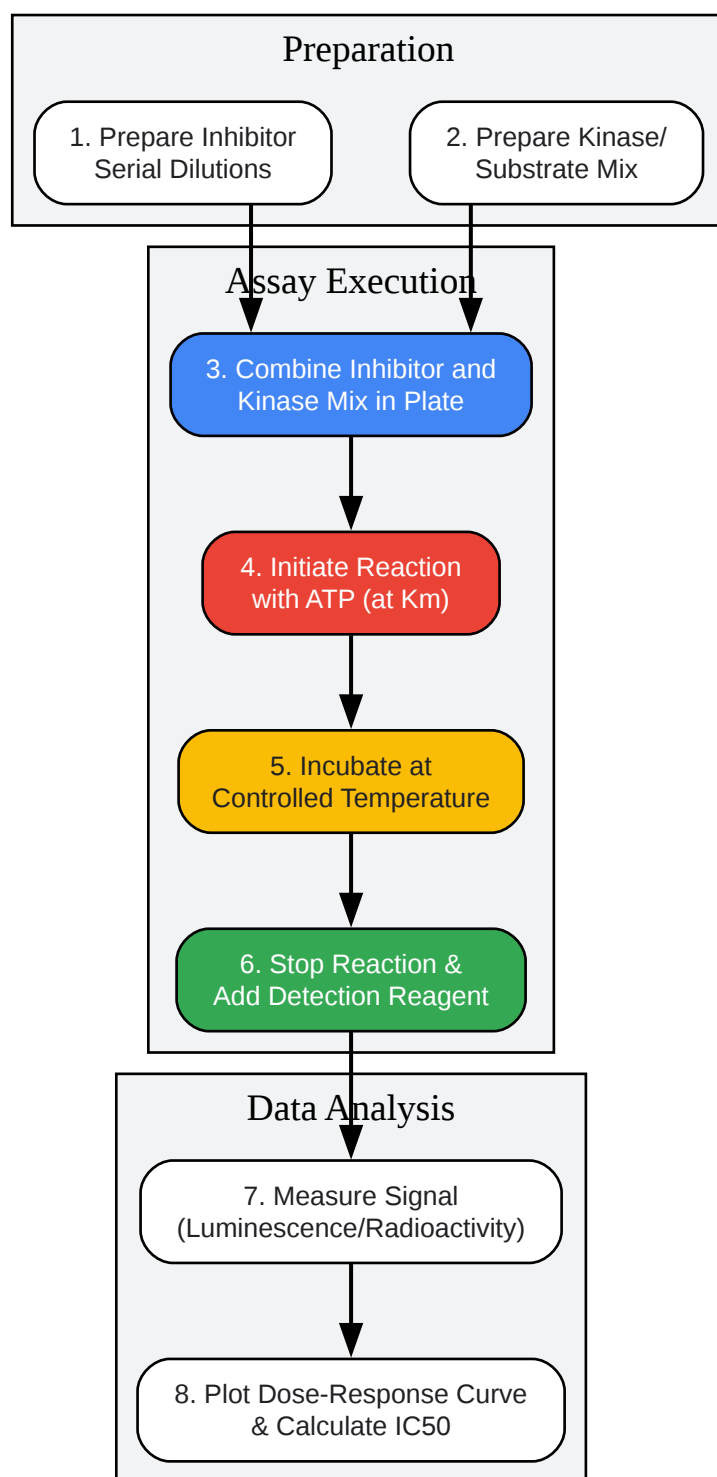 Preparation
1. Prepare Inhibitor
Serial Dilutions
2. Prepare Kinase/
Substrate Mix
Assay Execution
3. Combine Inhibitor and
Kinase Mix in Plate
4. Initiate Reaction
with ATP (at Km)
5. Incubate at
Controlled Temperature
6. Stop Reaction &
Add Detection Reagent
Data Analysis
7. Measure Signal
(Luminescence/Radioactivity)
8. Plot Dose-Response Curve
& Calculate IC50